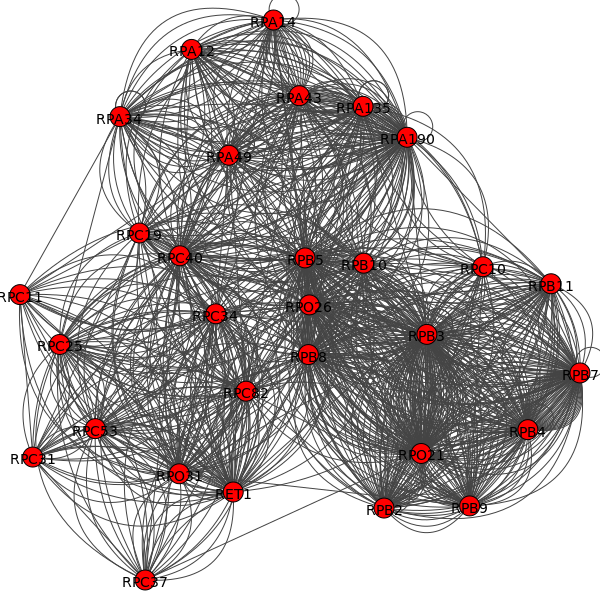 RPA14
RPA12
RPA43
RPA135
RPA34
RPA190
RPA49
RPC19
RPC40
RPB5
RPB10
RPC10
RPB11
RPC11
RPO26
RPC34
RPB3
RPC25
RPB8
RPB7
RPC82
RPC53
RPB4
RPC31
RPO21
RPO31
RET1
RPB2
RPB9
RPC37